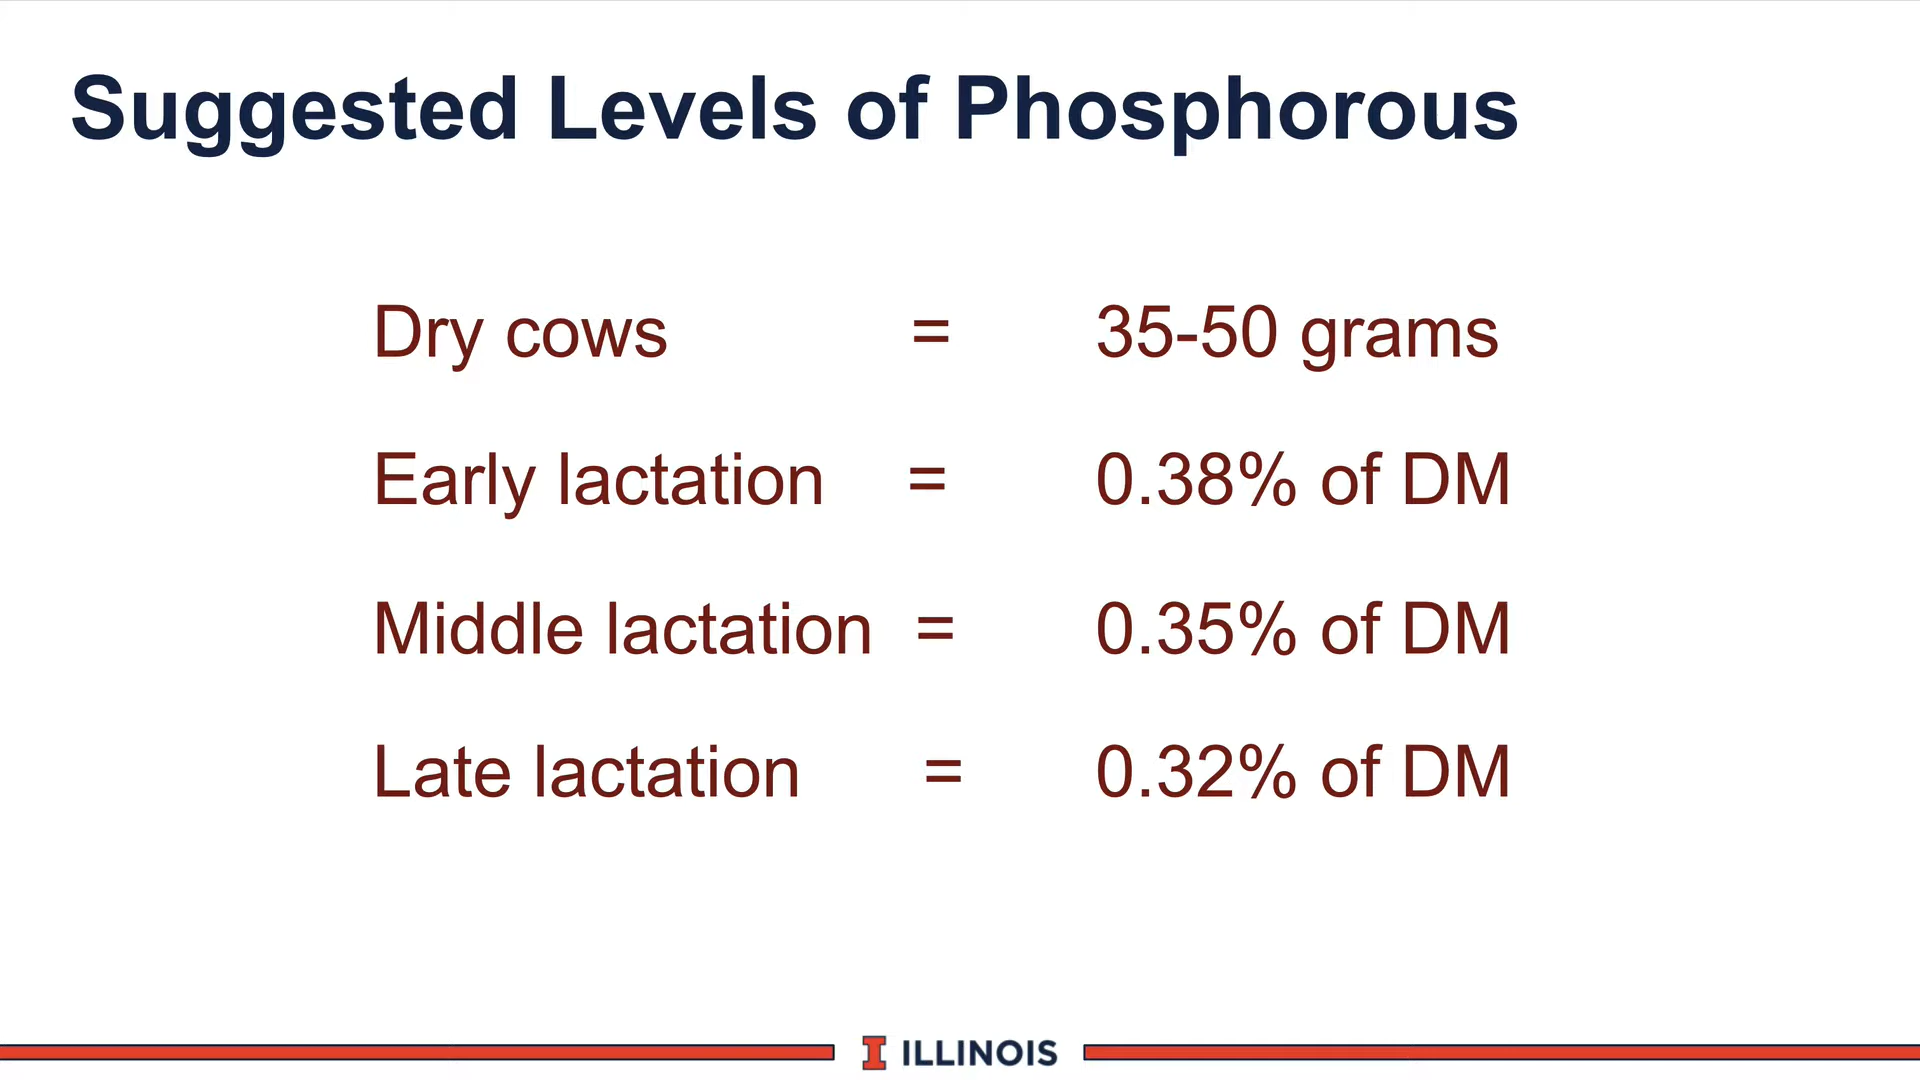 Suggested Levels of Phosphorous
Dry cows = 35-50 grams
Early lactation = 0.38% of DM
Middle lactation = 0.35% of DM
Late lactation = 0.32% of DM
I ILLINOIS